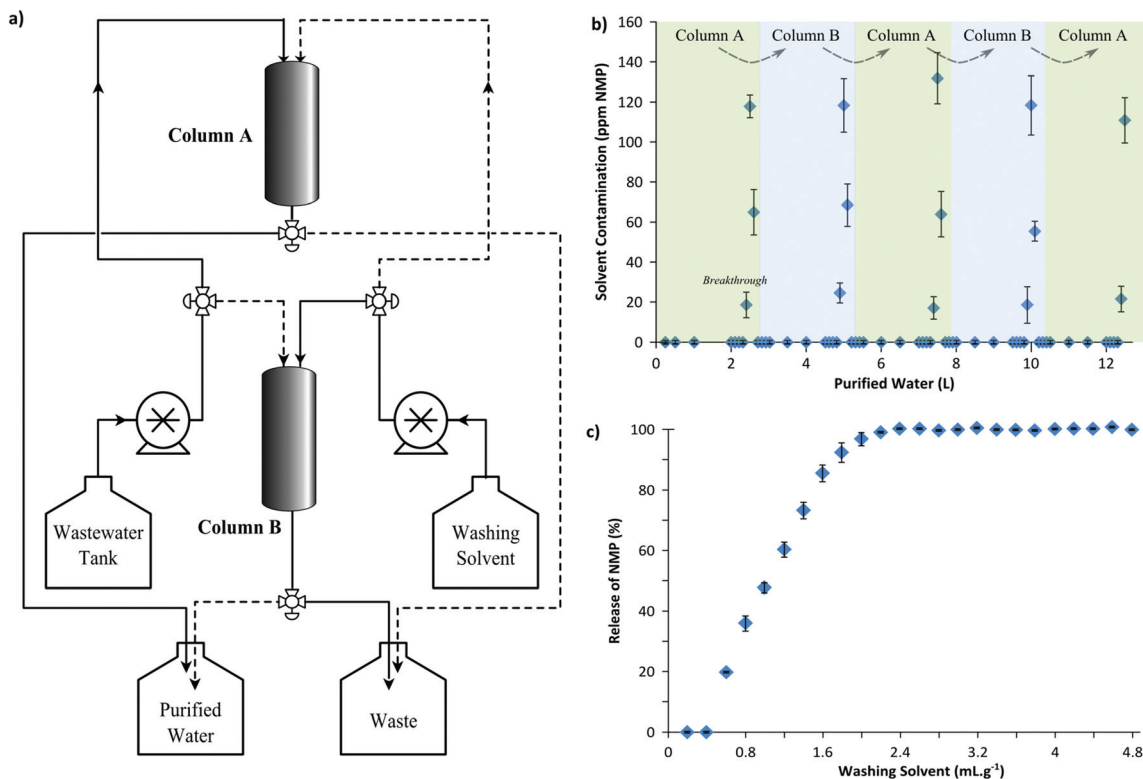 a)
Column A
Wastewater
Tank
Column B
Washing
Solvent
Purified
Water
Waste
b)
Solvent Contamination (ppm NMP)
160
140
120
100
80
60
40
20
0
Column A
Column B
Column A
Column B
Column A
Breakthrough
0
2
4
6
8
10
12
Purified Water (L)
c)
Release of NMP (%)
100
80
60
40
20
0
0
0.8
1.6
2.4
3.2
4
4.8
Washing Solvent (mL.g-1)